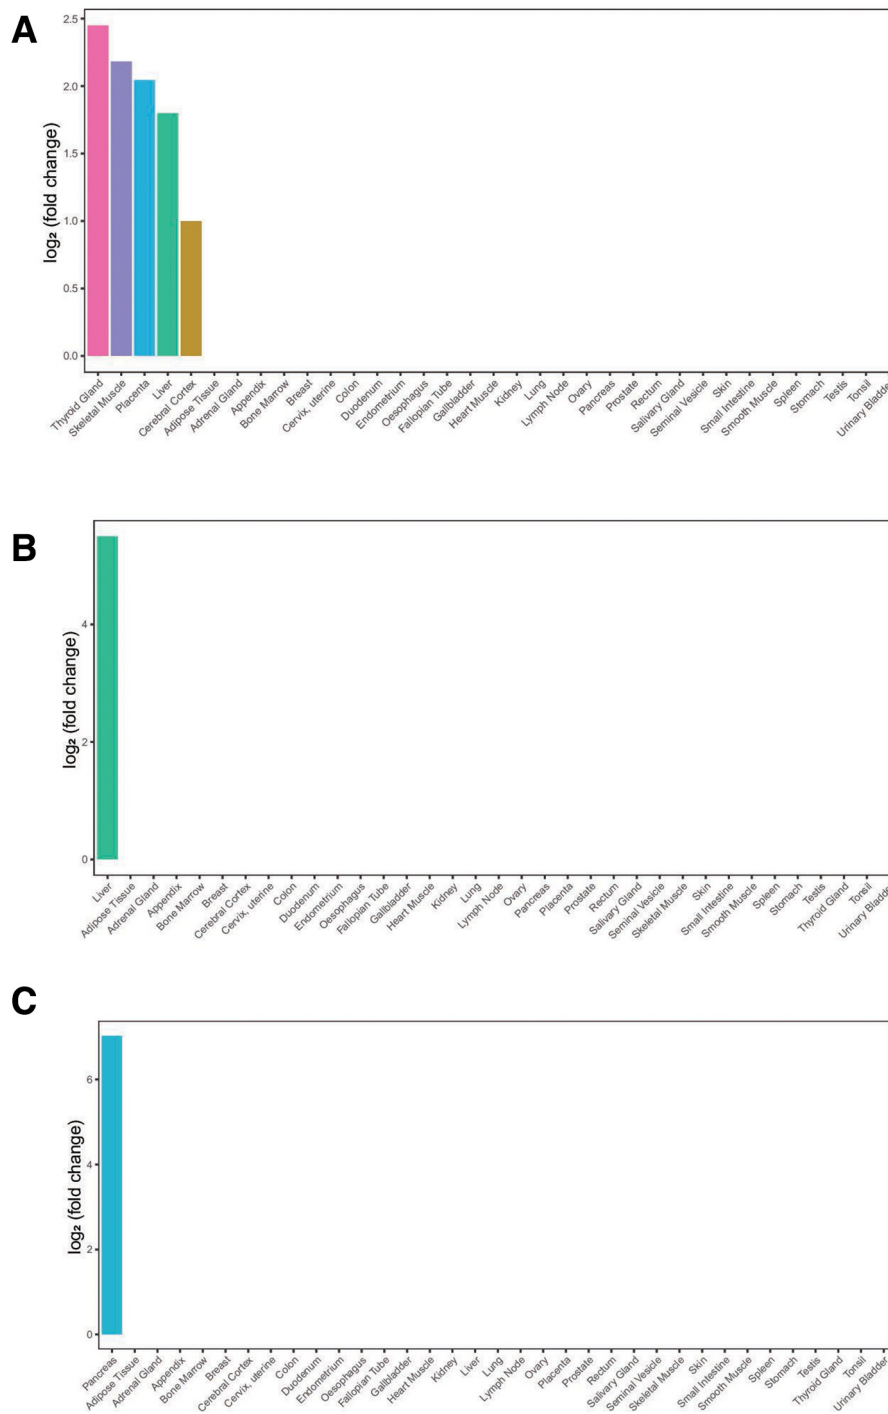 A
log₂ (fold change)
2.5
2.0
1.5
1.0
0.5
0.0
Thyroid Gland
Skeletal Muscle
Placenta
Liver
Cerebral Cortex
Adipose Tissue
Adrenal Gland
Appendix
Bone Marrow
Breast
Cervix, uterine
Colon
Duodenum
Endometrium
Oesophagus
Fallopian Tube
Gallbladder
Heart Muscle
Kidney
Lung
Lymph Node
Ovary
Pancreas
Prostate
Rectum
Salivary Gland
Seminal Vesicle
Skin
Small Intestine
Smooth Muscle
Spleen
Stomach
Testis
Tonsil
Urinary Bladde
B
log₂ (fold change)
4
2
0
Liver
Adipose Tissue
Adrenal Gland
Appendix
Bone Marrow
Breast
Cerebral Cortex
Cervix, uterine
Colon
Duodenum
Endometrium
Oesophagus
Fallopian Tube
Gallbladder
Heart Muscle
Kidney
Lung
Lymph Node
Ovary
Pancreas
Placenta
Prostate
Rectum
Salivary Gland
Seminal Vesicle
Skeletal Muscle
Skin
Small Intestine
Smooth Muscle
Spleen
Stomach
Testis
Thyroid Gland
Tonsil
Urinary Bladde
C
log₂ (fold change)
6
4
2
0
Pancreas
Adipose Tissue
Adrenal Gland
Appendix
Bone Marrow
Breast
Cerebral Cortex
Cervix, uterine
Colon
Duodenum
Endometrium
Oesophagus
Fallopian Tube
Gallbladder
Heart Muscle
Kidney
Liver
Lung
Lymph Node
Ovary
Placenta
Prostate
Rectum
Salivary Gland
Seminal Vesicle
Skeletal Muscle
Skin
Small Intestine
Smooth Muscle
Spleen
Stomach
Testis
Thyroid Gland
Tonsil
Urinary Bladde